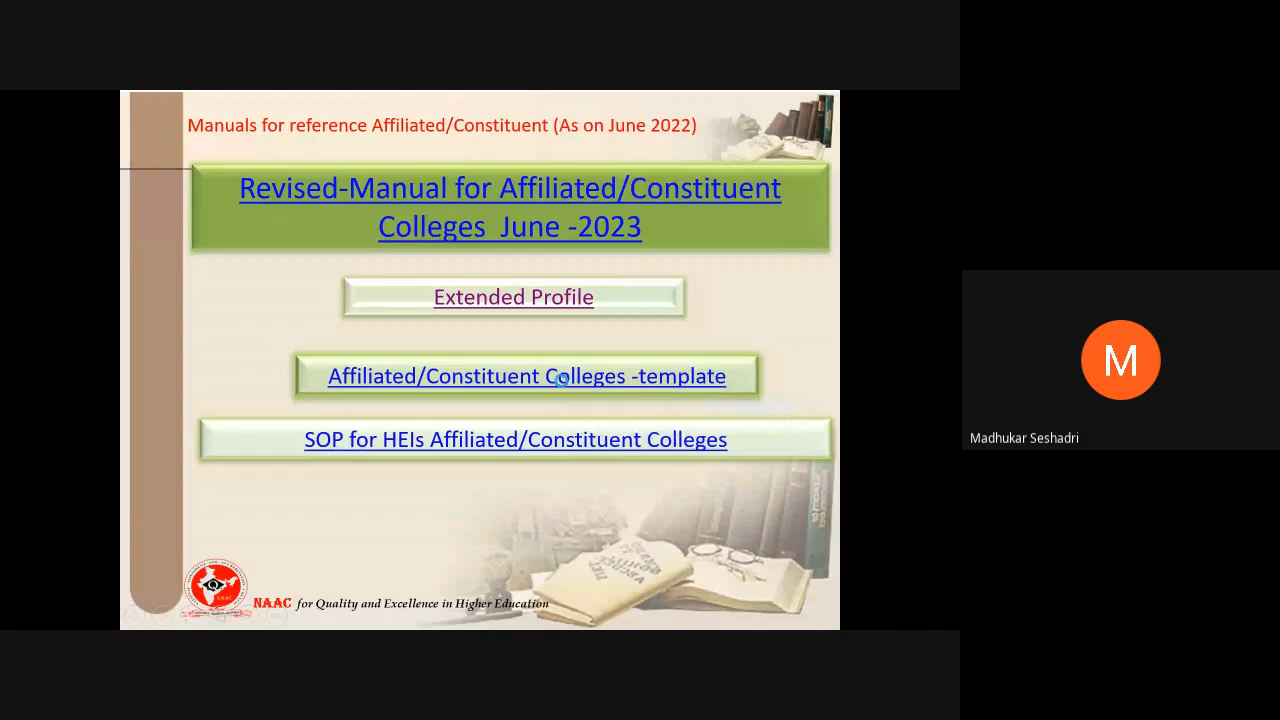 Manuals for reference Affiliated/Constituent (As on June 2022)
Revised-Manual for Affiliated/Constituent
Colleges June -2023
Extended Profile
Affiliated/Constituent Colleges -template
SOP for HEIs Affiliated/Constituent Colleges
NAAC for Quality and Excellence in Higher Education
M
Madhukar Seshadri